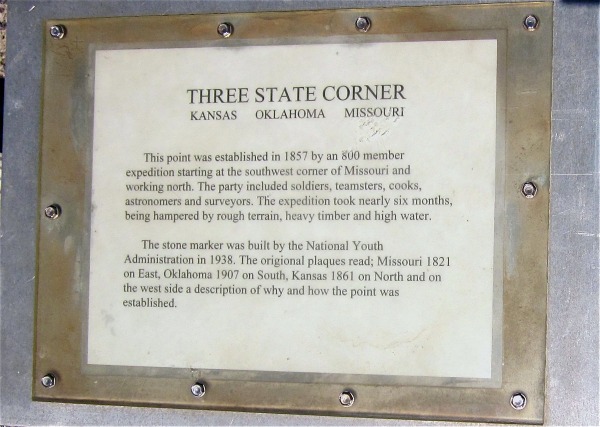 THREE STATE CORNER
KANSAS OKLAHOMA MISSOURI
This point was established in 1857 by an 800 member
expedition starting at the southwest corner of Missouri and
working north. The party included soldiers, teamsters, cooks,
astronomers and surveyors. The expedition took nearly six months,
being hampered by rough terrain, heavy timber and high water.
The stone marker was built by the National Youth
Administration in 1938. The origional plaques read; Missouri 1821
on East, Oklahoma 1907 on South, Kansas 1861 on North and on
the west side a description of why and how the point was
established.